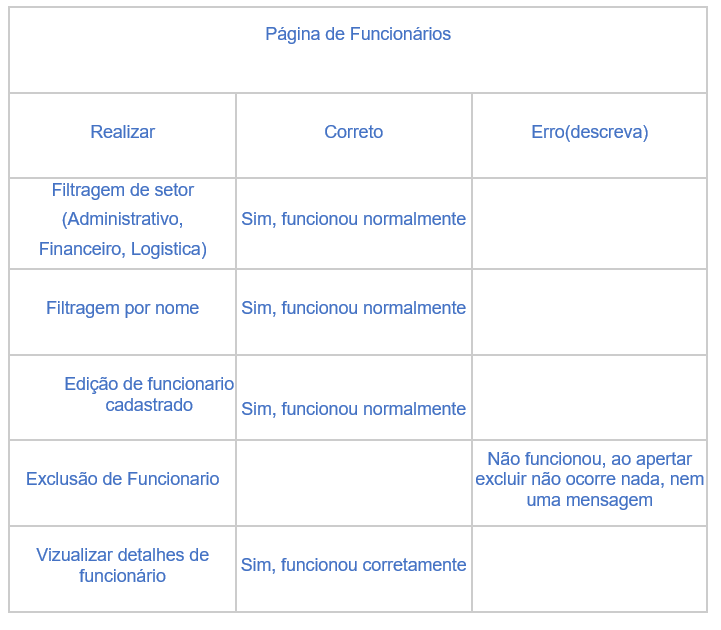 Página de Funcionários
Realizar
Correto
Erro(descreva)
Filtragem de setor
(Administrativo,
Financeiro, Logistica)
Sim, funcionou normalmente
Filtragem por nome
Sim, funcionou normalmente
Edição de funcionario
cadastrado
Sim, funcionou normalmente
Exclusão de Funcionario
Não funcionou, ao apertar
excluir não ocorre nada, nem
uma mensagem
Vizualizar detalhes de
funcionário
Sim, funcionou corretamente